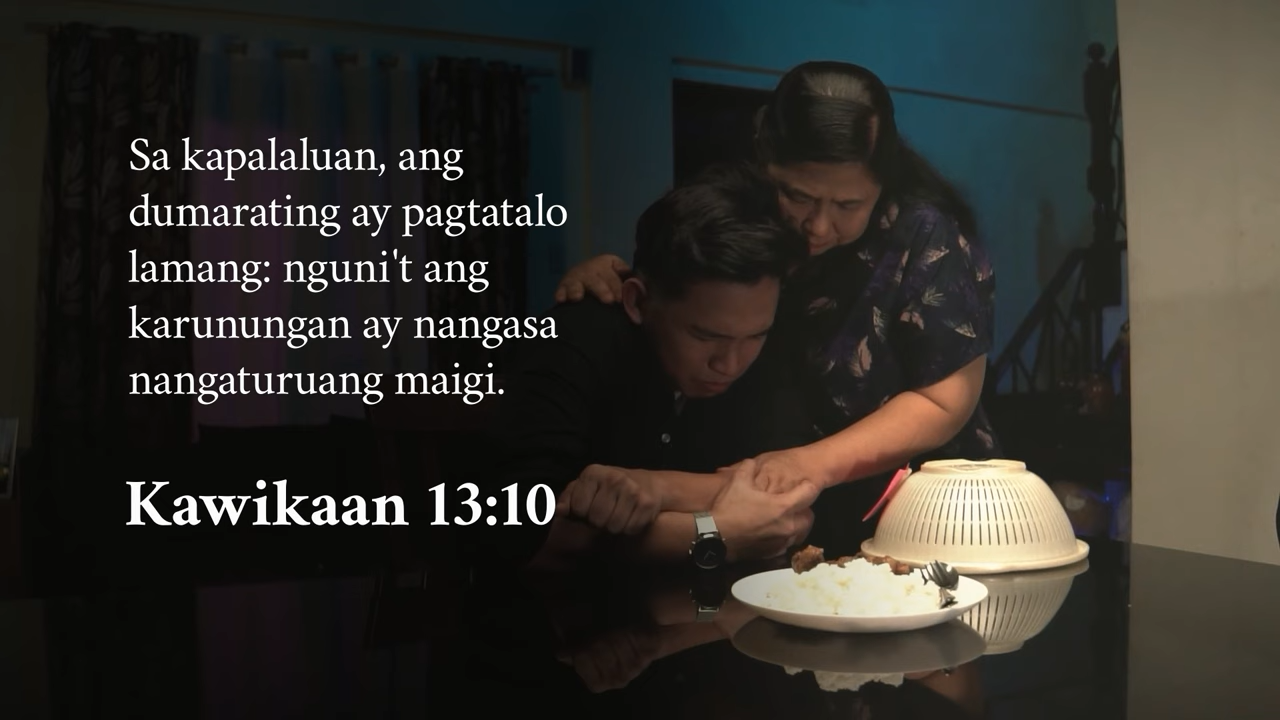 Sa kapalaluan, ang
dumarating ay pagtatalo
lamang: nguni't ang
karunungan ay nangasa
nangaturuang maigi.
Kawikaan 13:10